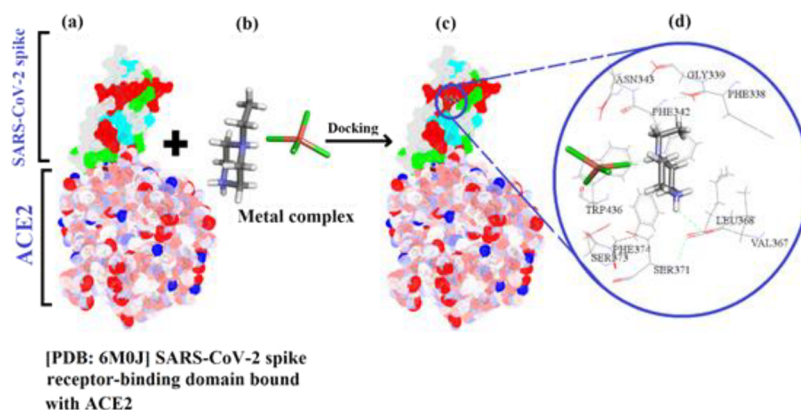 (a)
(b)
(c)
(d)
SARS-CoV-2 spike
ACE2
Metal complex
Docking
ASN343
GLY339
PHE338
PHE342
TRP436
LEU368
VAL367
PHE374
SER373
SER371
[PDB: 6M0J] SARS-CoV-2 spike
receptor-binding domain bound
with ACE2